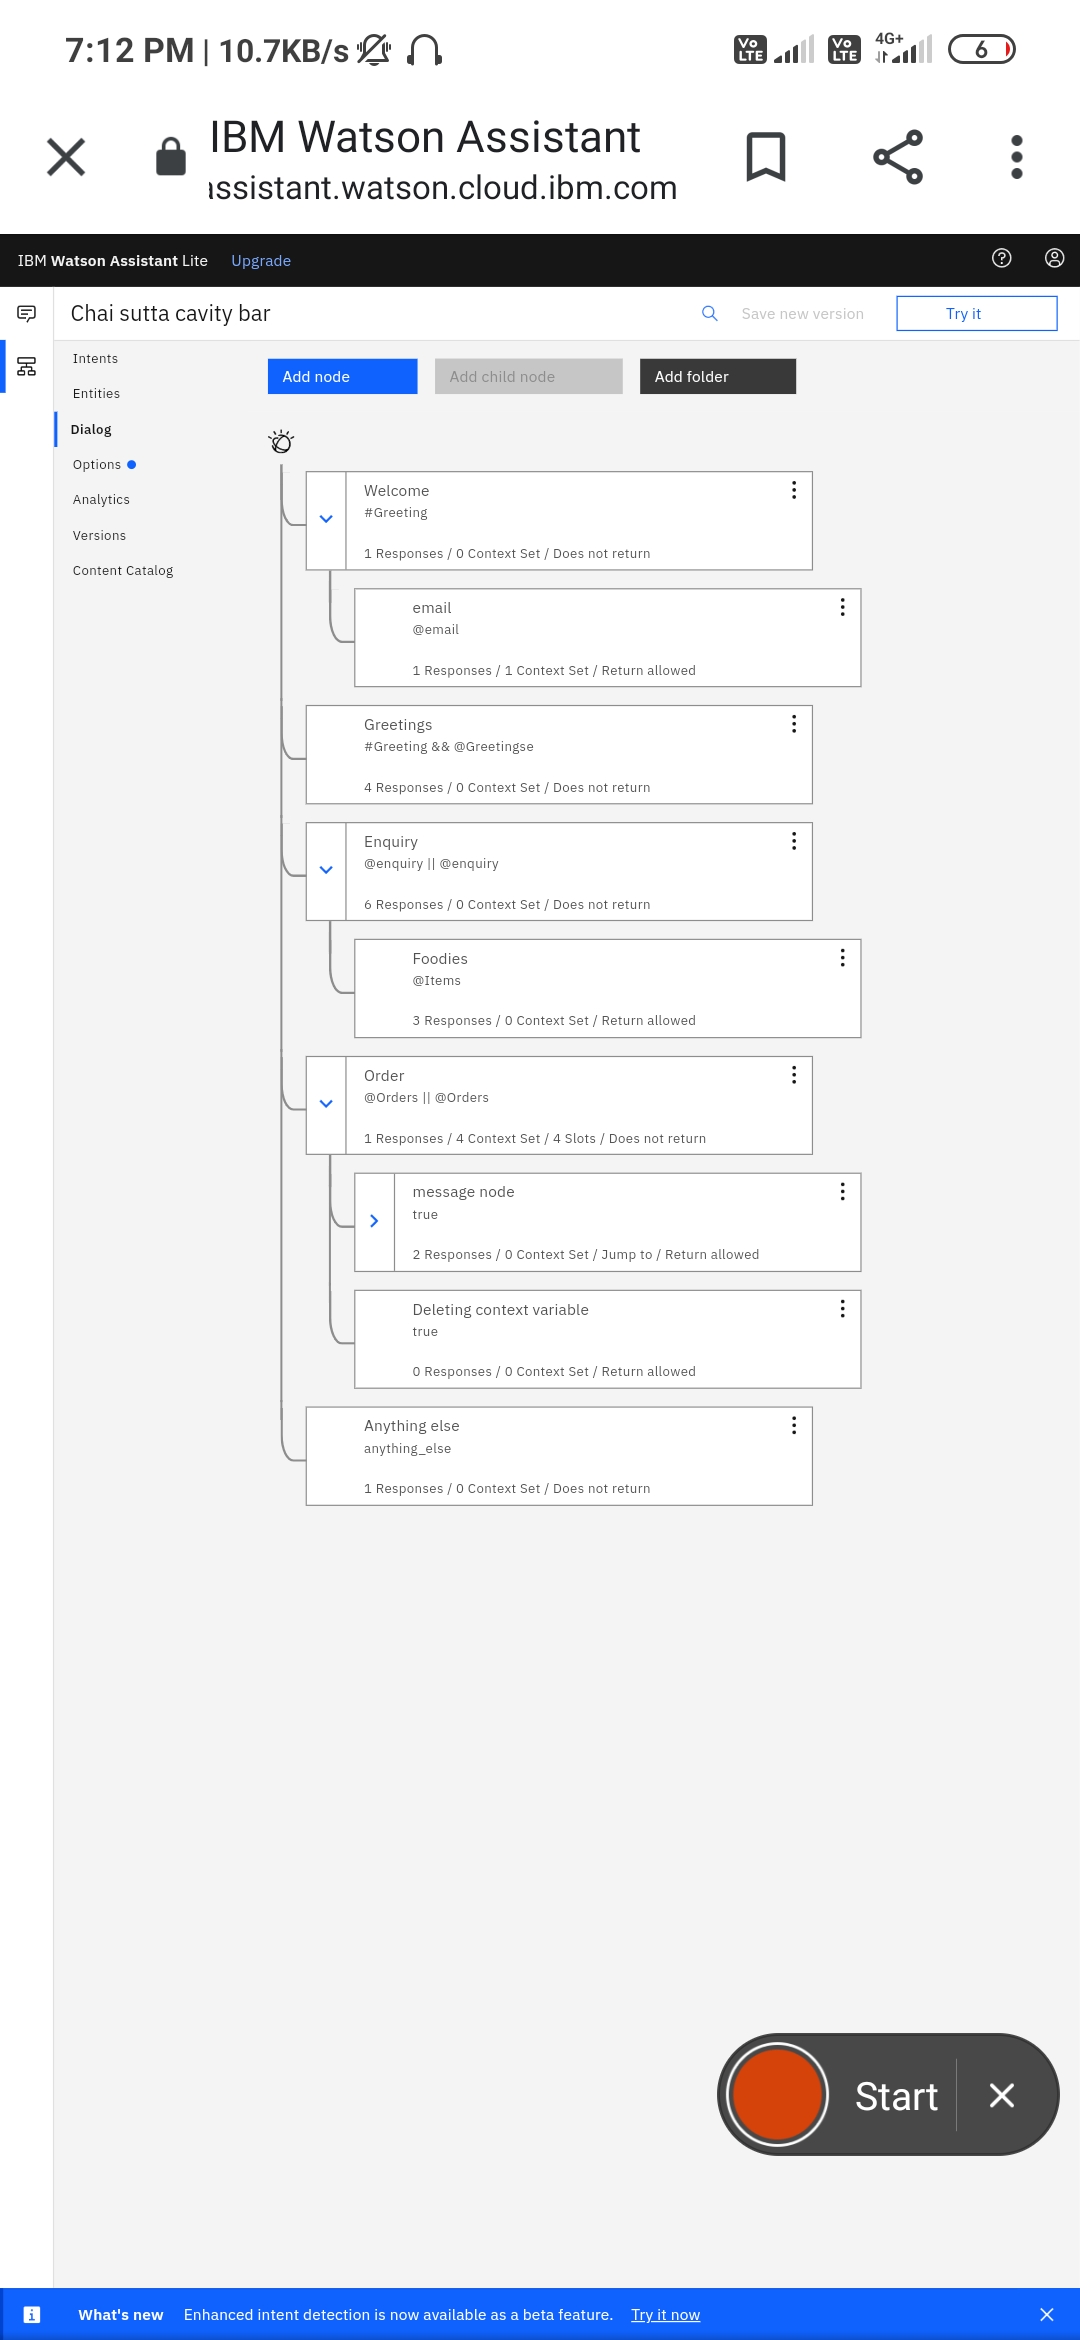 7:12 PM | 10.7KB/s
Vo LTE
Vo LTE
4G+
6
IBM Watson Assistant
assistant.watson.cloud.ibm.com
IBM Watson Assistant Lite Upgrade
Chai sutta cavity bar
Save new version
Try it
Intents
Entities
Dialog
Options
Analytics
Versions
Content Catalog
Add node
Add child node
Add folder
Welcome
#Greeting
1 Responses / 0 Context Set / Does not return
email
@email
1 Responses / 1 Context Set / Return allowed
Greetings
#Greeting && @Greetingse
4 Responses / 0 Context Set / Does not return
Enquiry
@enquiry || @enquiry
6 Responses / 0 Context Set / Does not return
Foodies
@Items
3 Responses / 0 Context Set / Return allowed
Order
@Orders || @Orders
1 Responses / 4 Context Set / 4 Slots / Does not return
message node
true
2 Responses / 0 Context Set / Jump to / Return allowed
Deleting context variable
true
0 Responses / 0 Context Set / Return allowed
Anything else
anything_else
1 Responses / 0 Context Set / Does not return
Start
What's new Enhanced intent detection is now available as a beta feature. Try it now